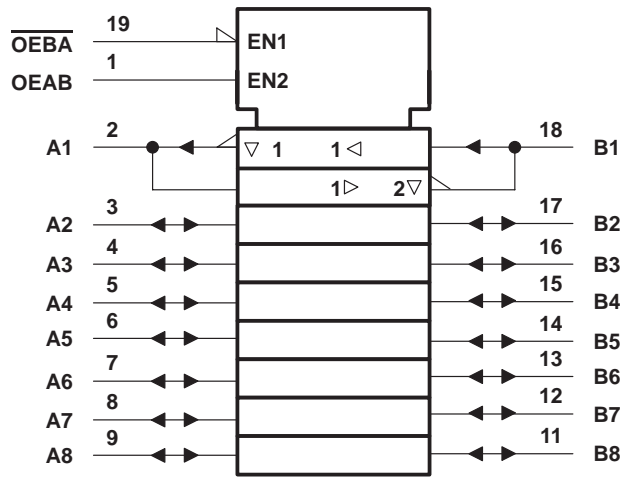 19
OEBA EN1
1
OEAB EN2
2 18
A1 ▽ 1 1 ◁ B1
1 ▷ 2 ▽
3 17
A2 B2
4 16
A3 B3
5 15
A4 B4
6 14
A5 B5
7 13
A6 B6
8 12
A7 B7
9 11
A8 B8